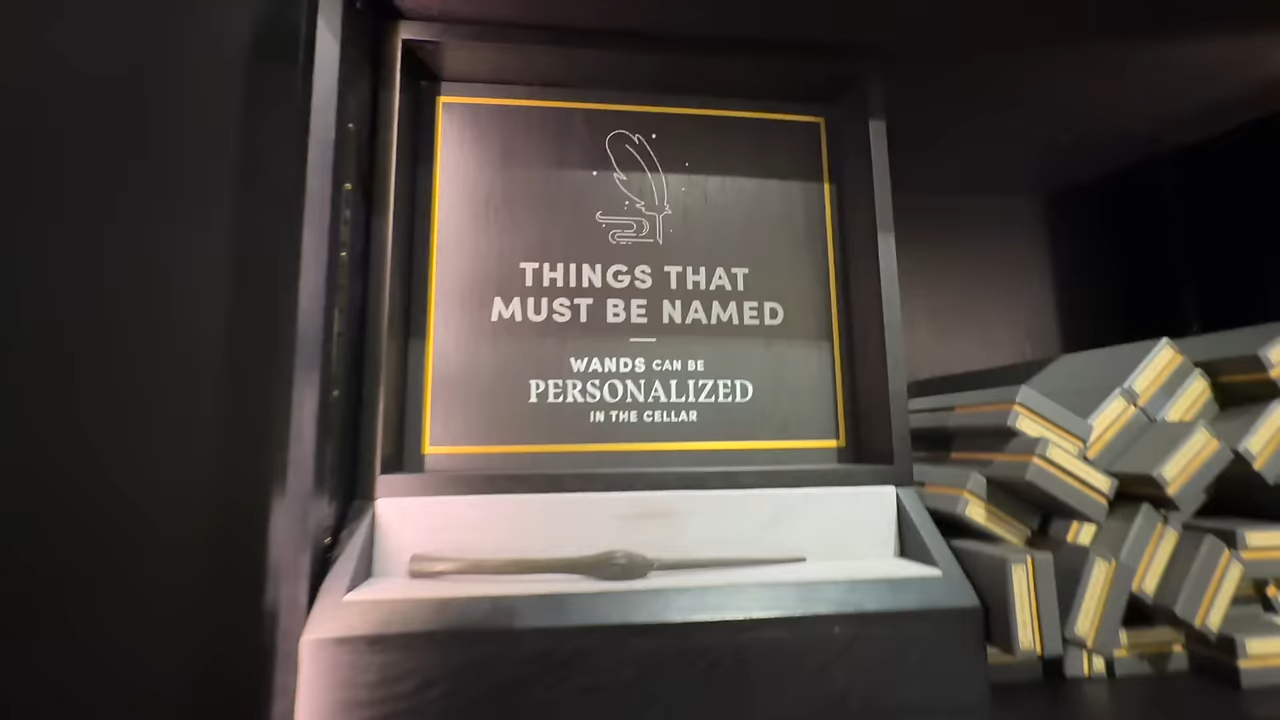 THINGS THAT
MUST BE NAMED
WANDS CAN BE
PERSONALIZED
IN THE CELLAR